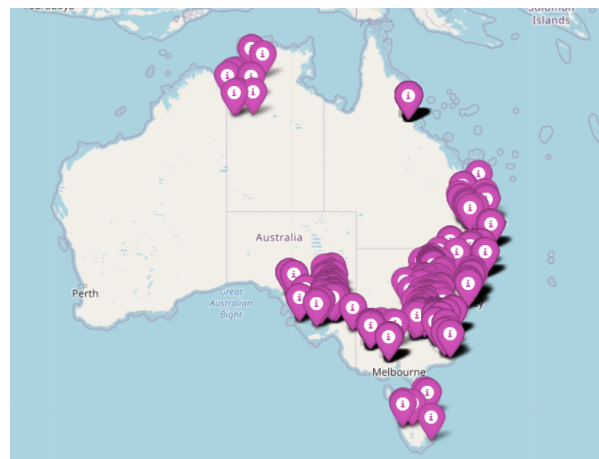 Solomon
Islands
Australia
Perth
Great
Australian
Bight
Melbourne